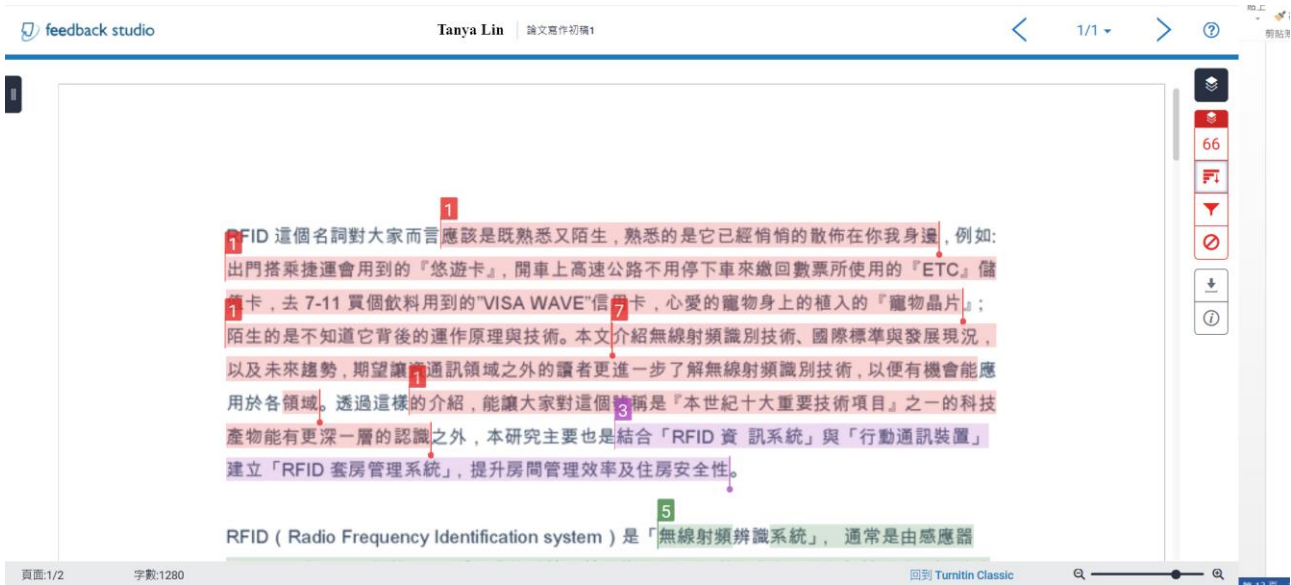 feedback studio
Tanya Lin
論文寫作初稿1
1/1
66
1
RFID 這個名詞對大家而言應該是既熟悉又陌生，熟悉的是它已經悄悄的散佈在你我身邊，例如:
1
出門搭乘捷運會用到的『悠遊卡』，開車上高速公路不用停下車來繳回數票所使用的『ETC』儲
1
7
值卡，去 7-11 買個飲料用到的”VISA WAVE”信用卡，心愛的寵物身上的植入的『寵物晶片』；
陌生的是不知道它背後的運作原理與技術。本文介紹無線射頻識別技術、國際標準與發展現況，
1
以及未來趨勢，期望讓資通訊領域之外的讀者更進一步了解無線射頻識別技術，以便有機會能應
3
用於各領域。透過這樣的介紹，能讓大家對這個號稱是『本世紀十大重要技術項目』之一的科技
產物能有更深一層的認識之外，本研究主要也是結合「RFID 資 訊系統」與「行動通訊裝置」
建立「RFID 套房管理系統」，提升房間管理效率及住房安全性。
5
RFID（Radio Frequency Identification system）是「無線射頻辨識系統」， 通常是由感應器
頁面:1/2
字數:1280
回到 Turnitin Classic